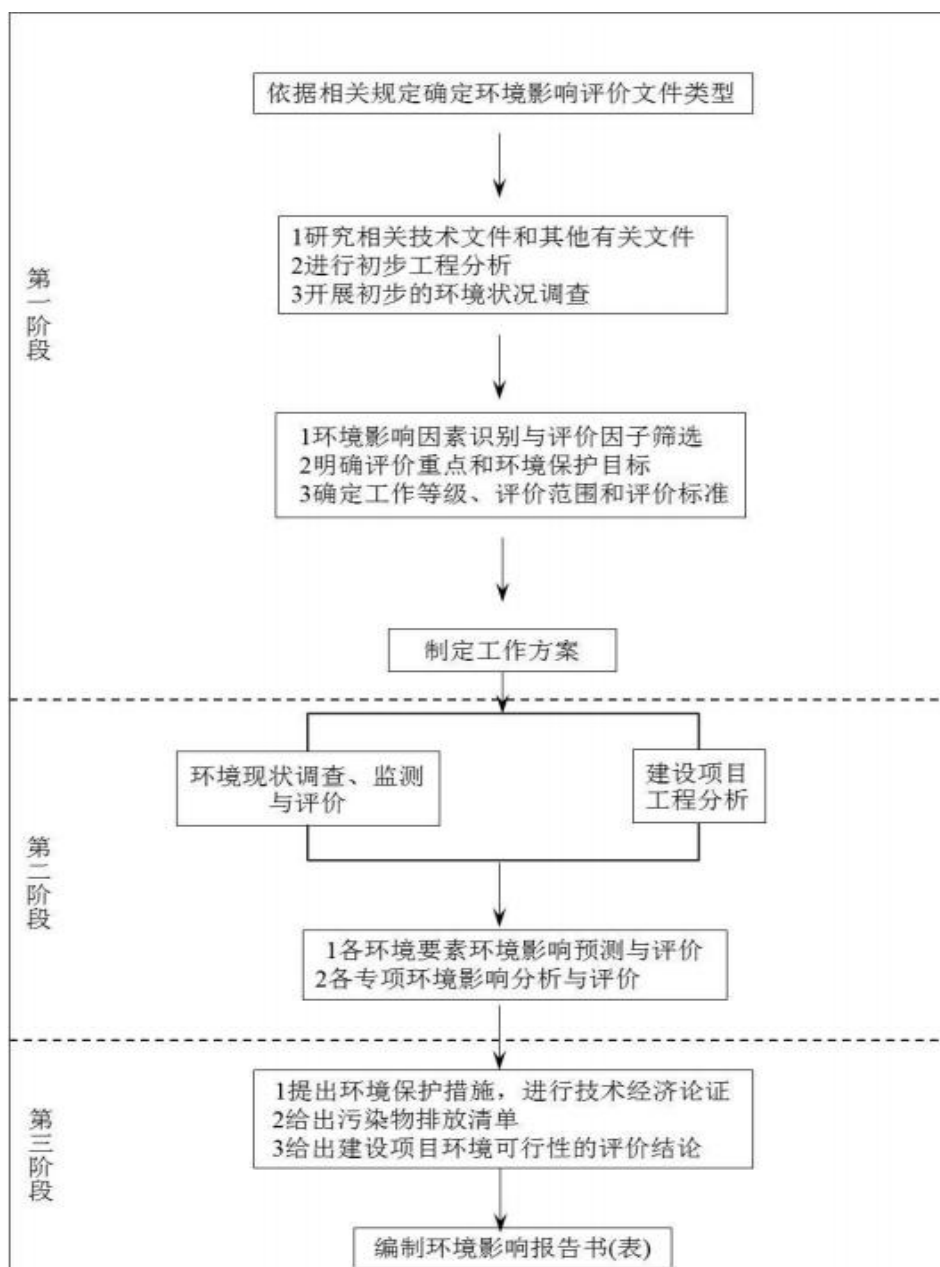 依据相关规定确定环境影响评价文件类型
1研究相关技术文件和其他有关文件
2进行初步工程分析
3开展初步的环境状况调查
第一阶段
1环境影响因素识别与评价因子筛选
2明确评价重点和环境保护目标
3确定工作等级、评价范围和评价标准
制定工作方案
环境现状调查、监测
与评价
建设项目
工程分析
第二阶段
1各环境要素环境影响预测与评价
2各专项环境影响分析与评价
1提出环境保护措施，进行技术经济论证
2给出污染物排放清单
3给出建设项目环境可行性的评价结论
第三阶段
编制环境影响报告书(表)